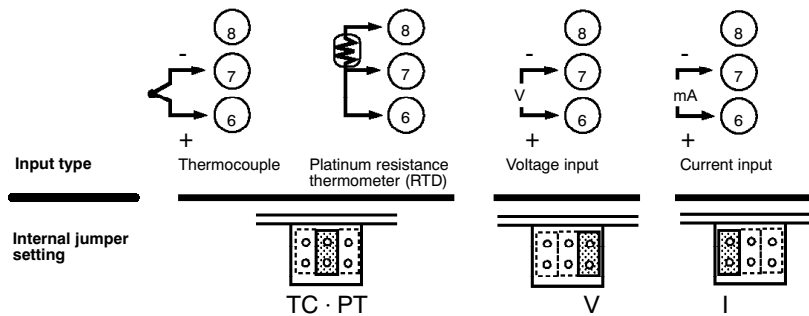 8 8 8 8
- - -
7 7 7 7
V mA
6 6 6 6
+ + +
Input type
Thermocouple
Platinum resistance
thermometer (RTD)
Voltage input
Current input
Internal jumper
setting
TC · PT
V
I